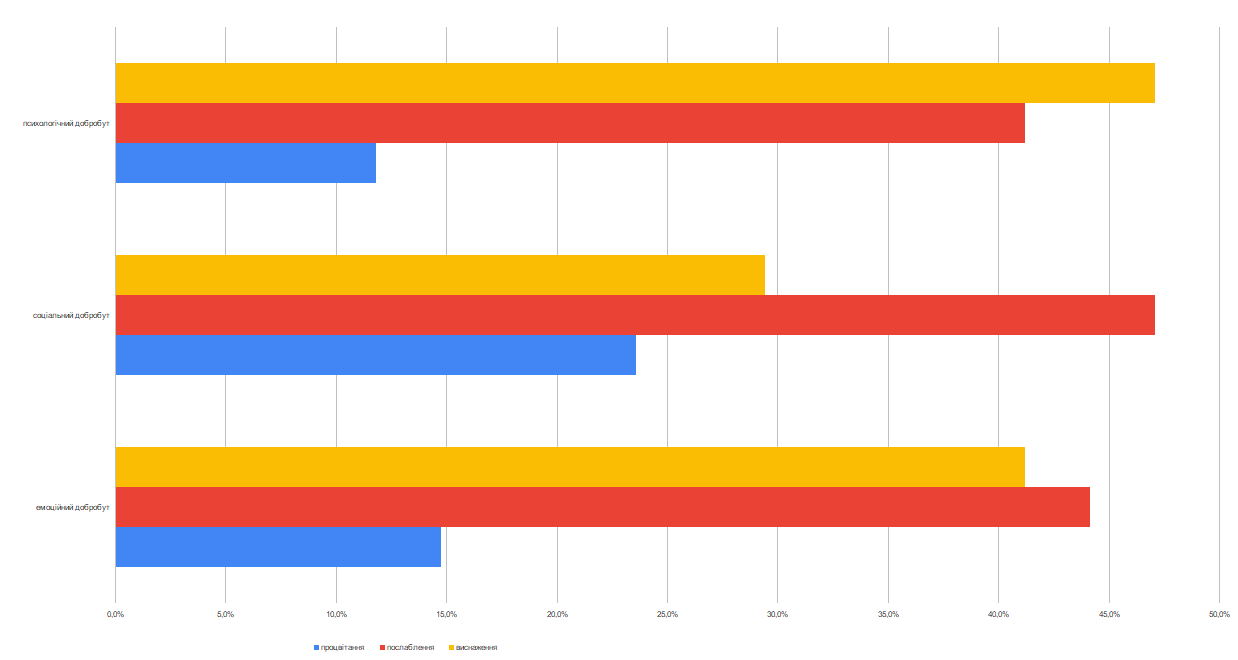 психологічний добробут
соціальний добробут
емоційний добробут
0,0% 5,0% 10,0% 15,0% 20,0% 25,0% 30,0% 35,0% 40,0% 45,0% 50,0%
процвітання послаблення виснаження